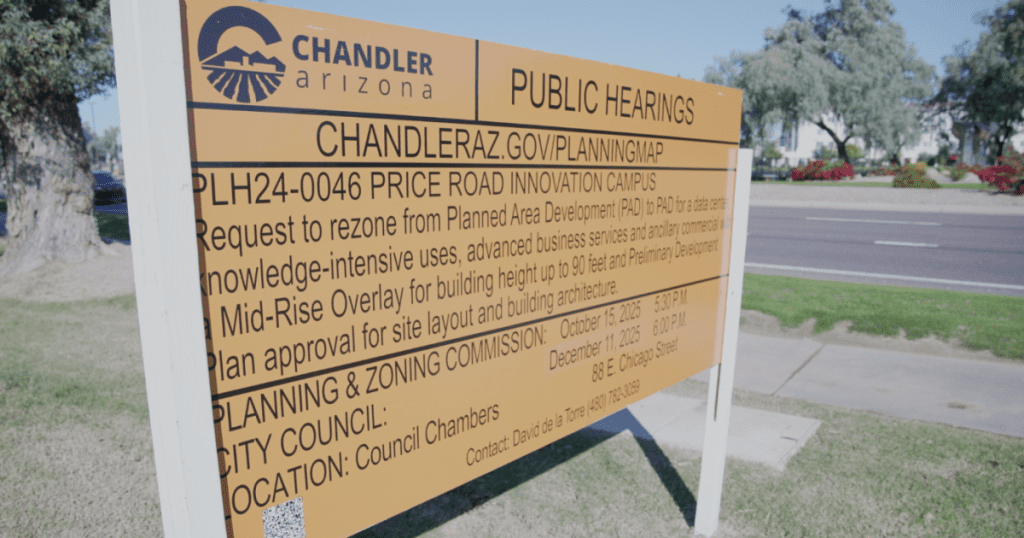 CHANDLER
arizona
PUBLIC HEARINGS
CHANDLERAZ.GOV/PLANNINGMAP
PLH24-0046 PRICE ROAD INNOVATION CAMPUS
Request to rezone from Planned Area Development (PAD) to PAD for a data center
knowledge-intensive uses, advanced business services and ancillary commercial
a Mid-Rise Overlay for building height up to 90 feet and Preliminary Development
Plan approval for site layout and building architecture.
PLANNING & ZONING COMMISSION: October 15, 2025 5:30 P.M.
CITY COUNCIL: December 11, 2025 6:00 P.M.
LOCATION: Council Chambers 88 E. Chicago Street
Contact: David de la Torre (480) 782-3059